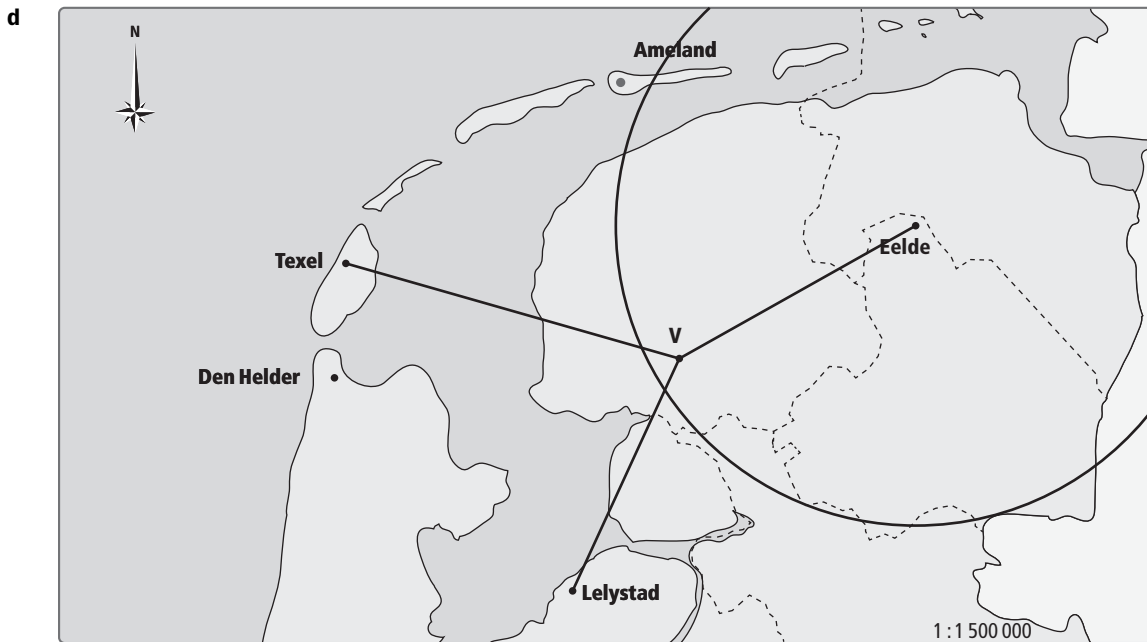 d
N
Ameland
Eelde
Texel
V
Den Helder
Lelystad
1 : 1 500 000